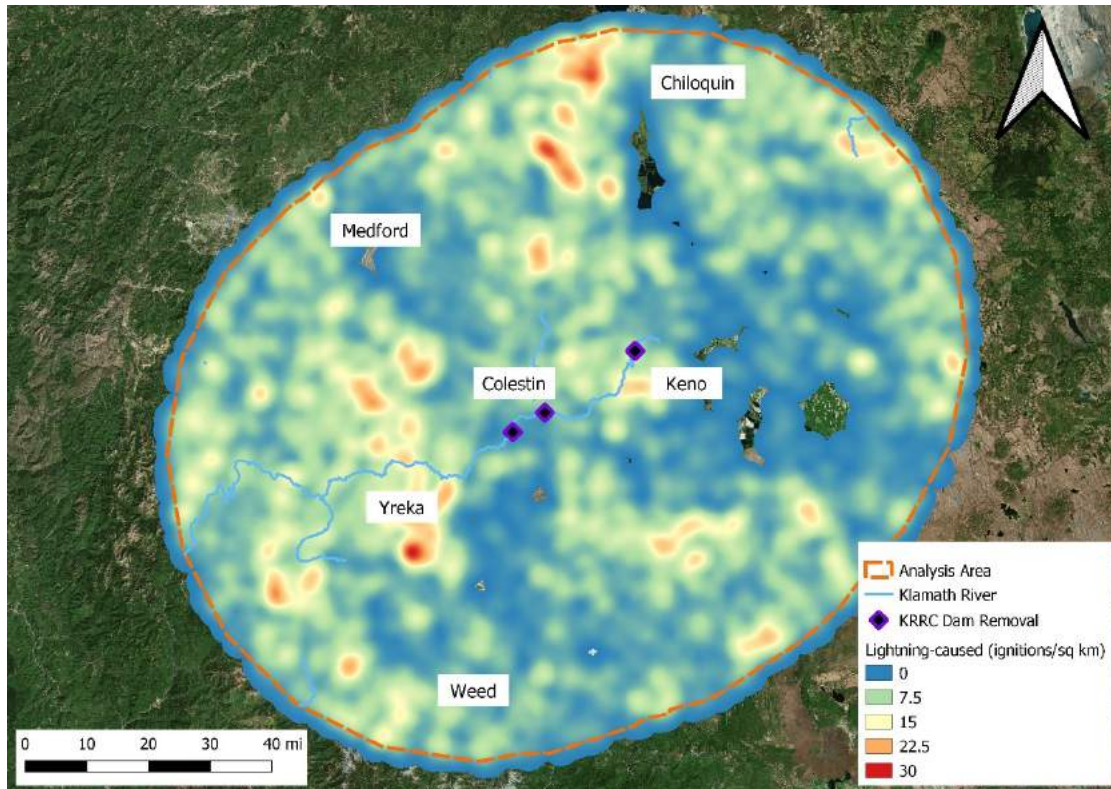 Chiloquin
Medford
Colestin
Keno
Yreka
Weed
0 10 20 30 40 mi
Analysis Area
Klamath River
KRRC Dam Removal
Lightning-caused (ignitions/sq km)
0
7.5
15
22.5
30